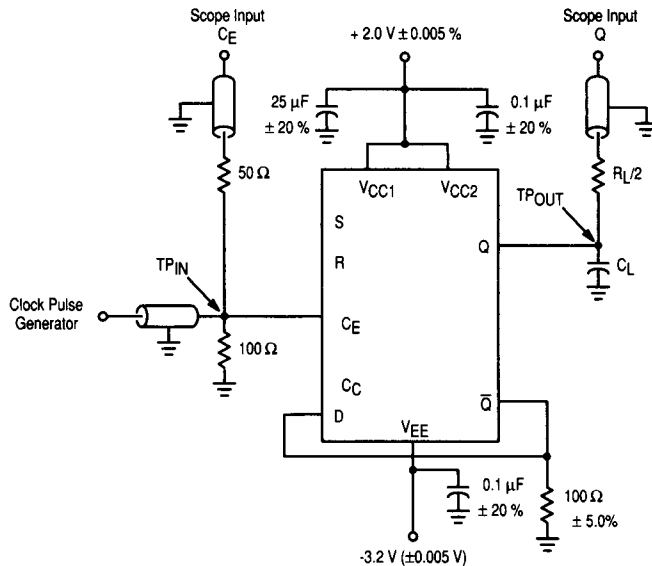 Scope Input
CE
Scope Input
Q
+ 2.0 V ± 0.005 %
25 µF
± 20 %
0.1 µF
± 20 %
50 Ω
RL/2
VCC1
VCC2
TPOUT
S
Q
R
CL
TPIN
Clock Pulse
Generator
CE
100 Ω
CC
Q̅
D
VEE
0.1 µF
± 20 %
100 Ω
± 5.0%
-3.2 V (±0.005 V)